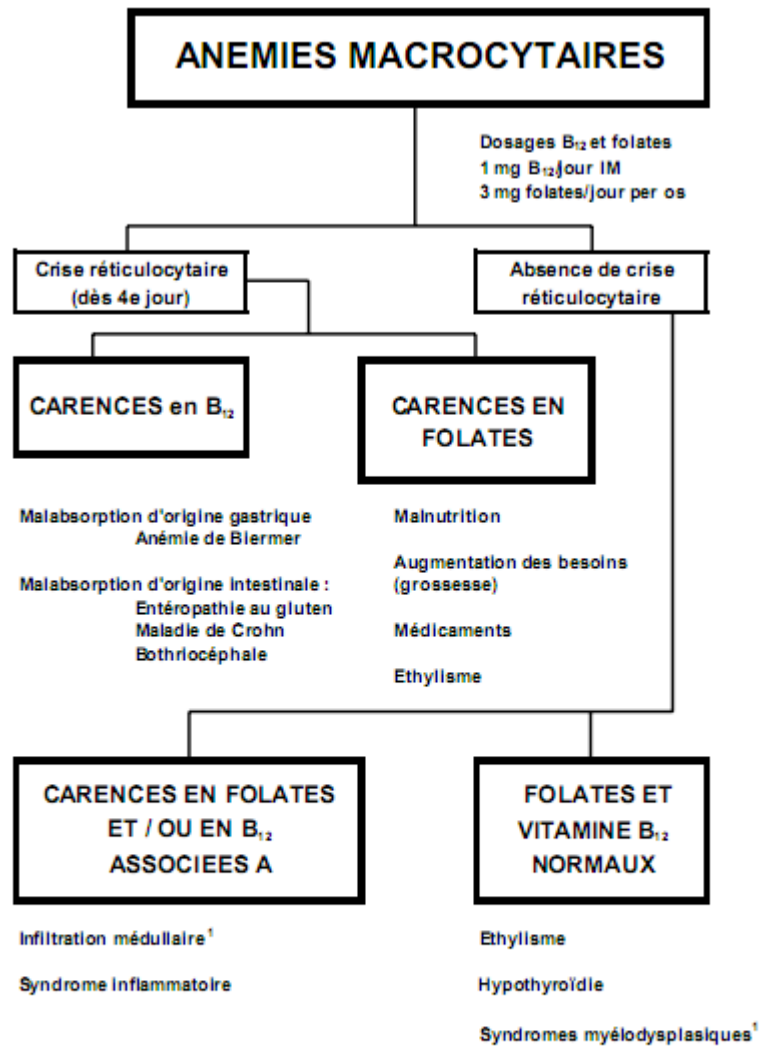 ANEMIES MACROCYTAIRES
Dosages B₁₂ et folates
1 mg B₁₂/jour IM
3 mg folates/jour per os
Crise réticulocytaire
(dès 4e jour)
Absence de crise
réticulocytaire
CARENCES en B₁₂
CARENCES EN
FOLATES
Malabsorption d'origine gastrique
Anémie de Biermer
Malabsorption d'origine intestinale :
Entéropathie au gluten
Maladie de Crohn
Bothriocéphale
Malnutrition
Augmentation des besoins
(grossesse)
Médicaments
Ethylisme
CARENCES EN FOLATES
ET / OU EN B₁₂
ASSOCIEES A
FOLATES ET
VITAMINE B₁₂
NORMAUX
Infiltration médullaire¹
Syndrome inflammatoire
Ethylisme
Hypothyroïdie
Syndromes myélodysplasiques¹